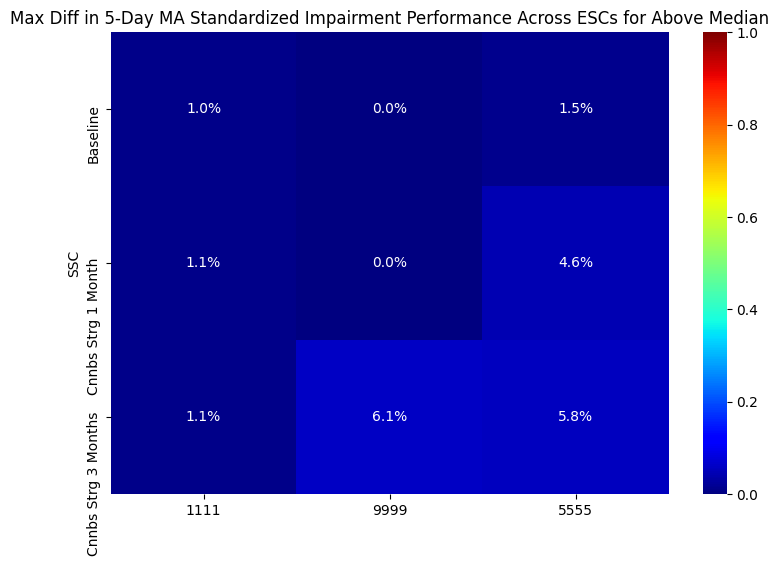 Max Diff in 5-Day MA Standardized Impairment Performance Across ESCs for Above Median
SSC
Baseline
1.0% 0.0% 1.5%
Cnnbs Strg 1 Month
1.1% 0.0% 4.6%
Cnnbs Strg 3 Months
1.1% 6.1% 5.8%
1111 9999 5555
1.0
0.8
0.6
0.4
0.2
0.0